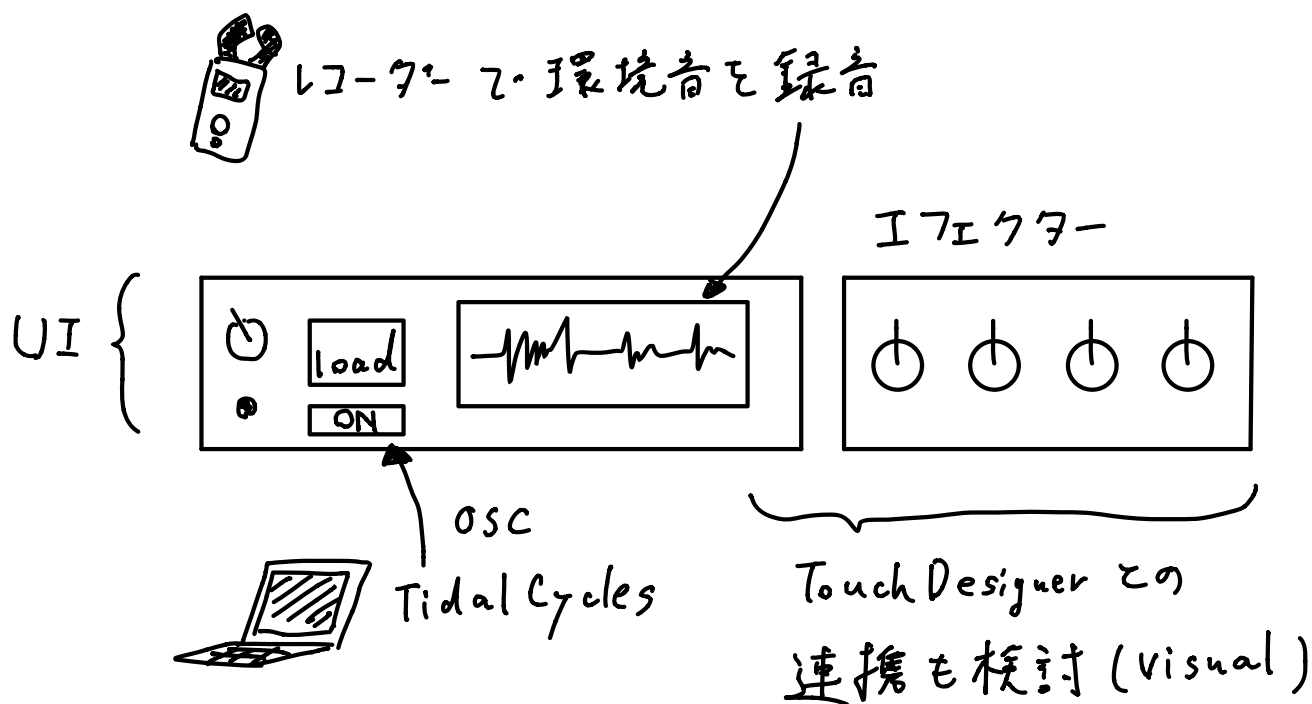 レコーダーで環境音を録音
エフェクター
UI
load
ON
OSC
Tidal Cycles
TouchDesignerとの
連携も検討(visual)